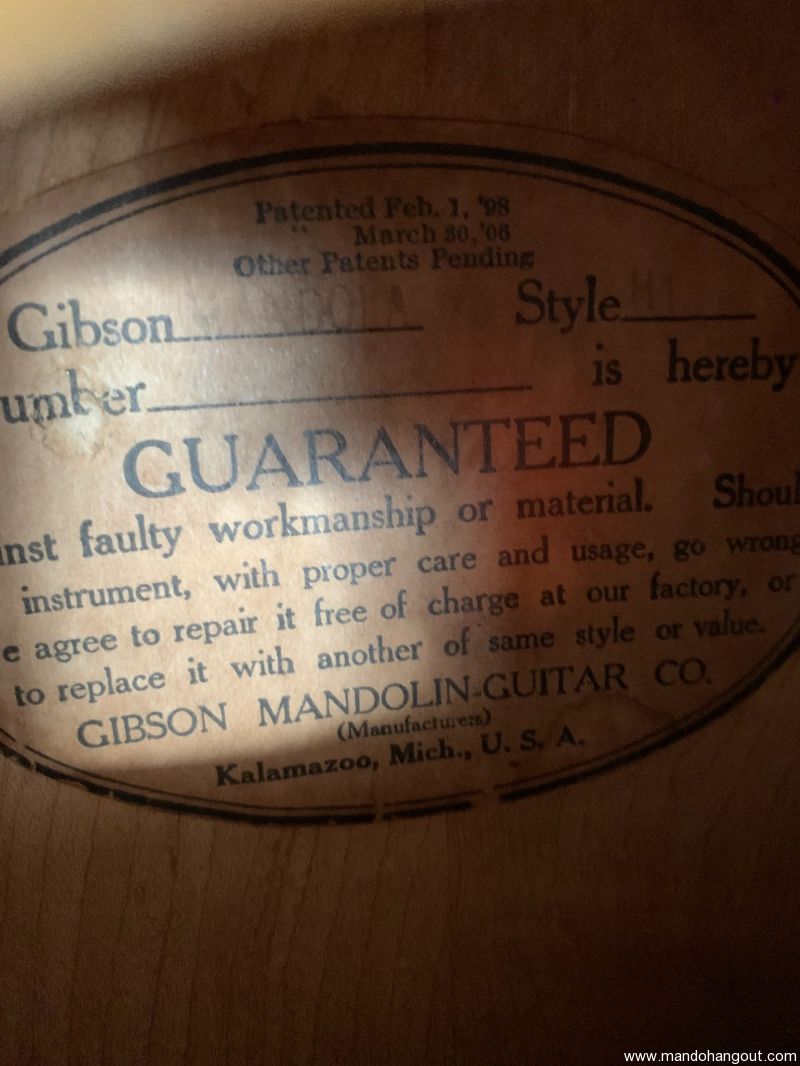 Patented Feb. 1, '98
" March 30, '06
Other Patents Pending
Gibson Style
umber is hereby
GUARANTEED
inst faulty workmanship or material. Shoul
instrument, with proper care and usage, go wrong
e agree to repair it free of charge at our factory, or
to replace it with another of same style or value.
GIBSON MANDOLIN-GUITAR CO.
(Manufacturers)
Kalamazoo, Mich., U. S. A.
www.mandohangout.com